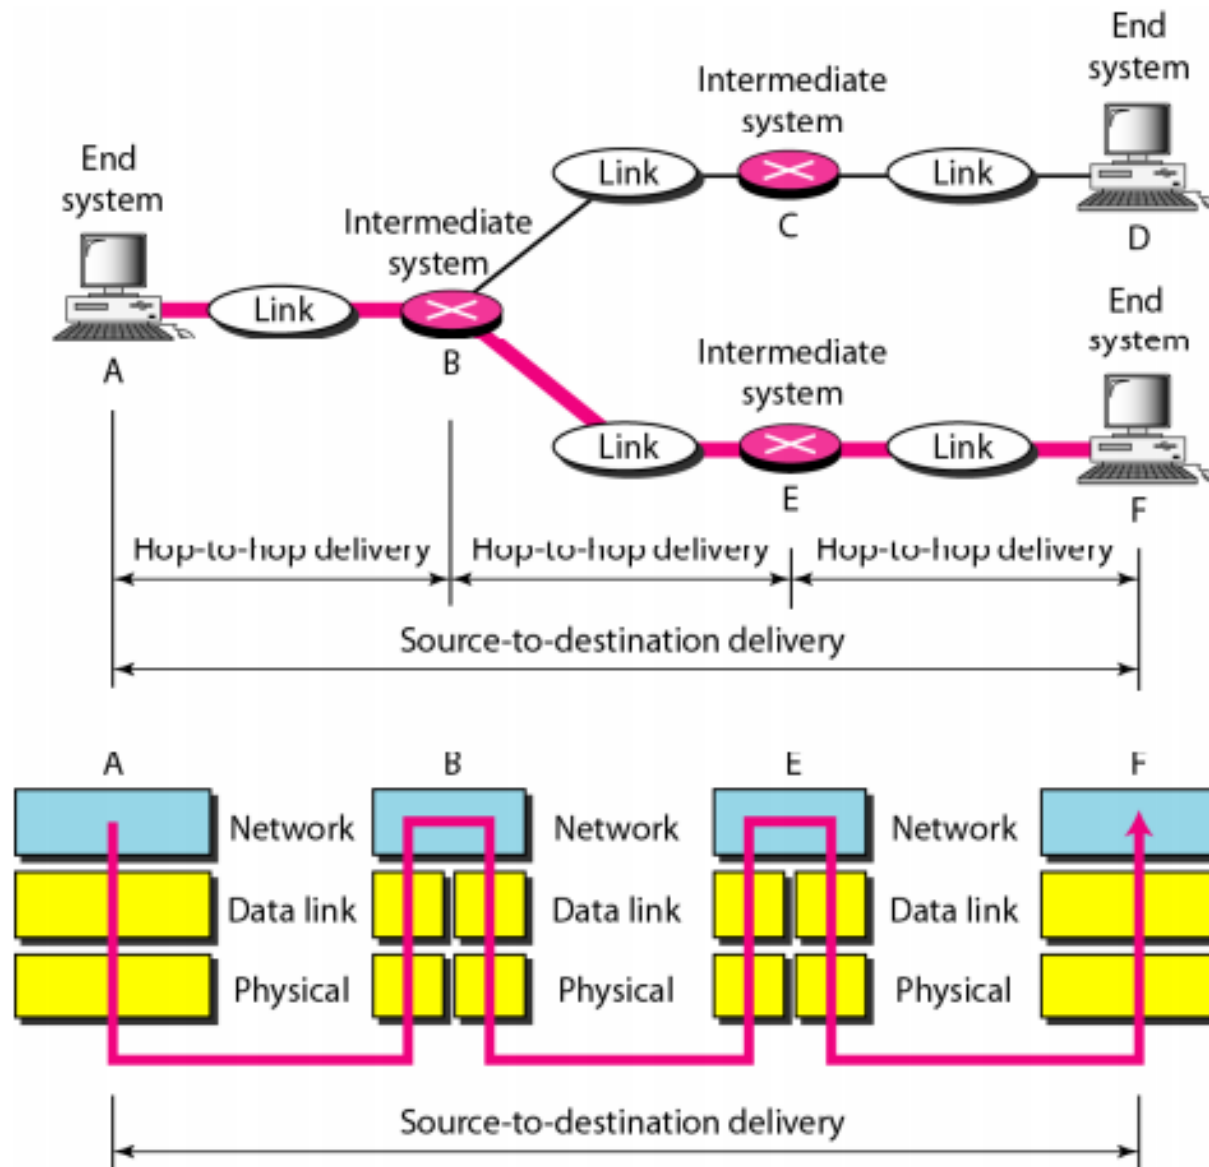 End
system
Intermediate
system
End
system
Link
Link
C
D
Intermediate
system
End
system
Link
A
B
Intermediate
system
Link
Link
E
F
Hop-to-hop delivery
Hop-to-hop delivery
Hop-to-hop delivery
Source-to-destination delivery
A
B
E
F
Network
Network
Network
Data link
Data link
Data link
Physical
Physical
Physical
Source-to-destination delivery